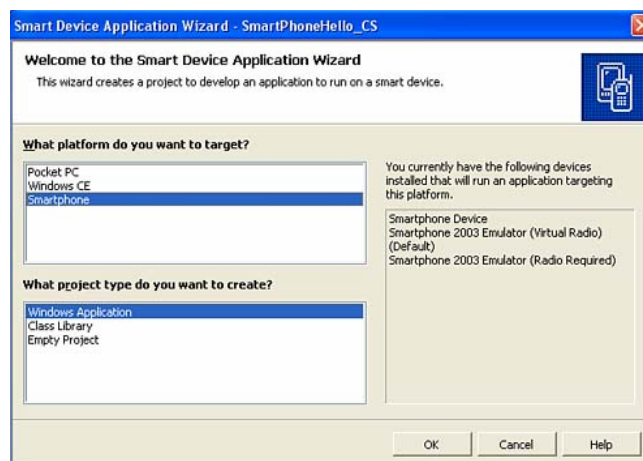 Smart Device Application Wizard - SmartPhoneHello_CS
Welcome to the Smart Device Application Wizard
This wizard creates a project to develop an application to run on a smart device.
What platform do you want to target?
Pocket PC
Windows CE
Smartphone
You currently have the following devices
installed that will run an application targeting
this platform.
Smartphone Device
Smartphone 2003 Emulator (Virtual Radio)
(Default)
Smartphone 2003 Emulator (Radio Required)
What project type do you want to create?
Windows Application
Class Library
Empty Project
OK
Cancel
Help